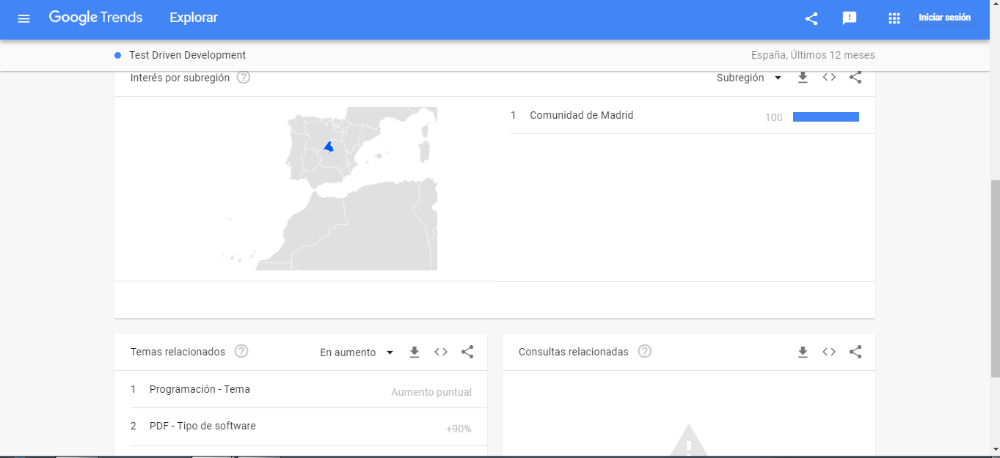 Google Trends Explorar Iniciar sesión
Test Driven Development España, Últimos 12 meses
Interés por subregión ? Subregión
1 Comunidad de Madrid 100
Temas relacionados ? En aumento
Consultas relacionadas ?
1 Programación - Tema Aumento puntual
2 PDF - Tipo de software +90%